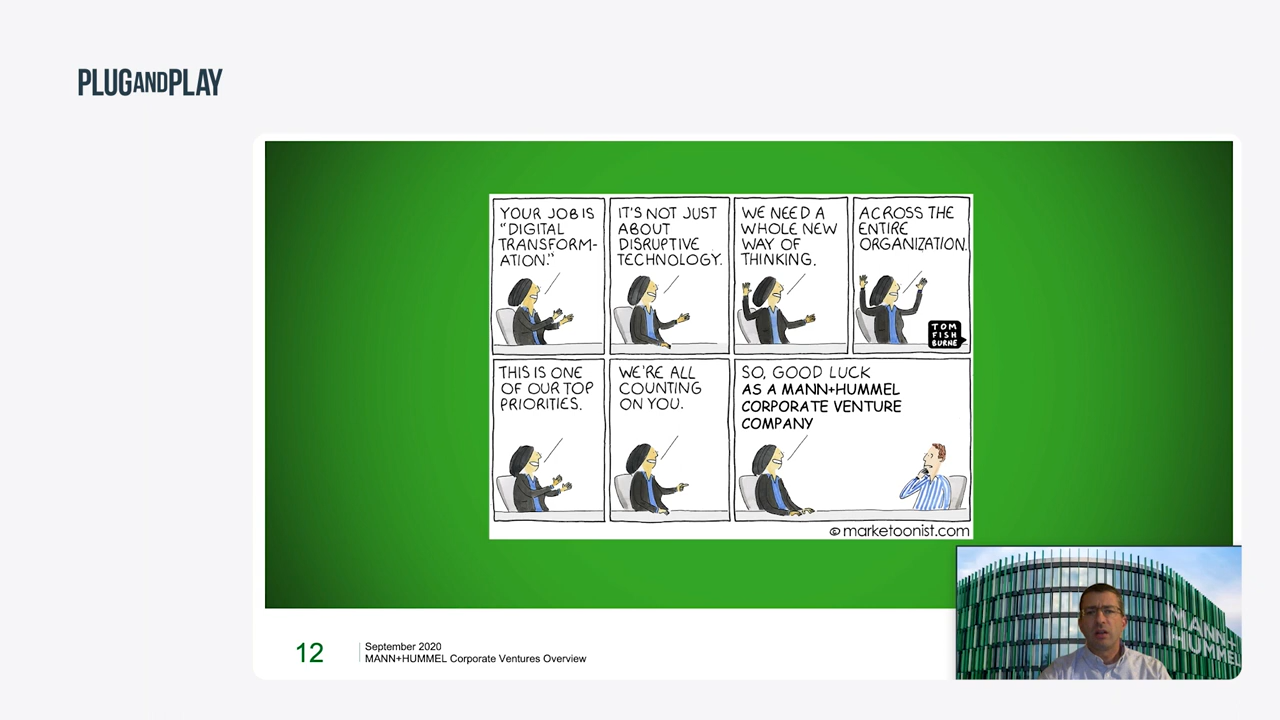 PLUGANDPLAY
YOUR JOB IS
"DIGITAL
TRANSFORM-
ATION."
IT'S NOT JUST
ABOUT
DISRUPTIVE
TECHNOLOGY.
WE NEED A
WHOLE NEW
WAY OF
THINKING.
ACROSS THE
ENTIRE
ORGANIZATION.
TOM
FISH
BURNE
THIS IS ONE
OF OUR TOP
PRIORITIES.
WE'RE ALL
COUNTING
ON YOU.
SO, GOOD LUCK
AS A MANN+HUMMEL
CORPORATE VENTURE
COMPANY
© marketoonist.com
12
September 2020
MANN+HUMMEL Corporate Ventures Overview
MANN+
HUMMEL